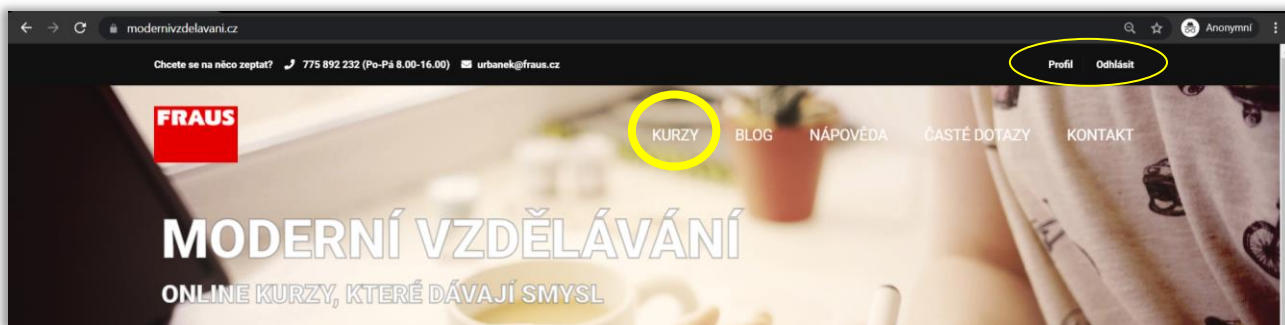 modernivzdelavani.cz
Anonymní
Chcete se na něco zeptat? 775 892 232 (Po-Pá 8.00-16.00) urbanek@fraus.cz
Profil Odhlásit
FRAUS
KURZY BLOG NÁPOVĚDA ČASTÉ DOTAZY KONTAKT
MODERNÍ VZDĚLÁVÁNÍ
ONLINE KURZY, KTERÉ DÁVAJÍ SMYSL